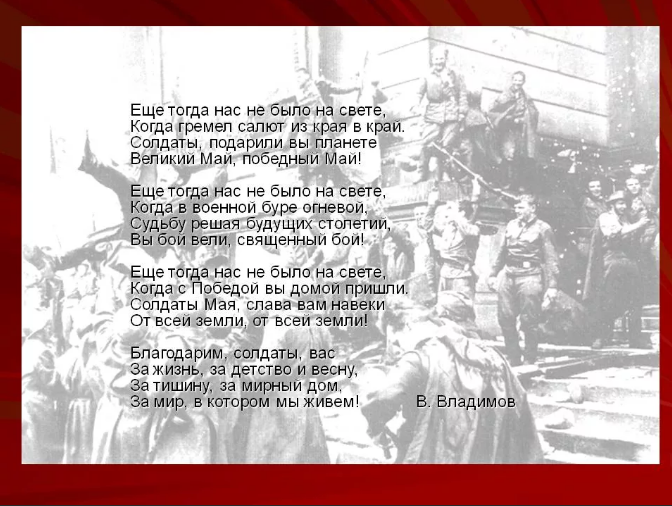 Еще тогда нас не было на свете,
Когда гремел салют из края в край.
Солдаты, подарили вы планете
Великий Май, победный Май!

Еще тогда нас не было на свете,
Когда в военной буре огневой,
Судьбу решая будущих столетий,
Вы бой вели, священный бой!

Еще тогда нас не было на свете,
Когда с Победой вы домой пришли.
Солдаты Мая, слава вам навеки
От всей земли, от всей земли!

Благодарим, солдаты, вас
За жизнь, за детство и весну,
За тишину, за мирный дом,
За мир, в котором мы живем! В. Владимов